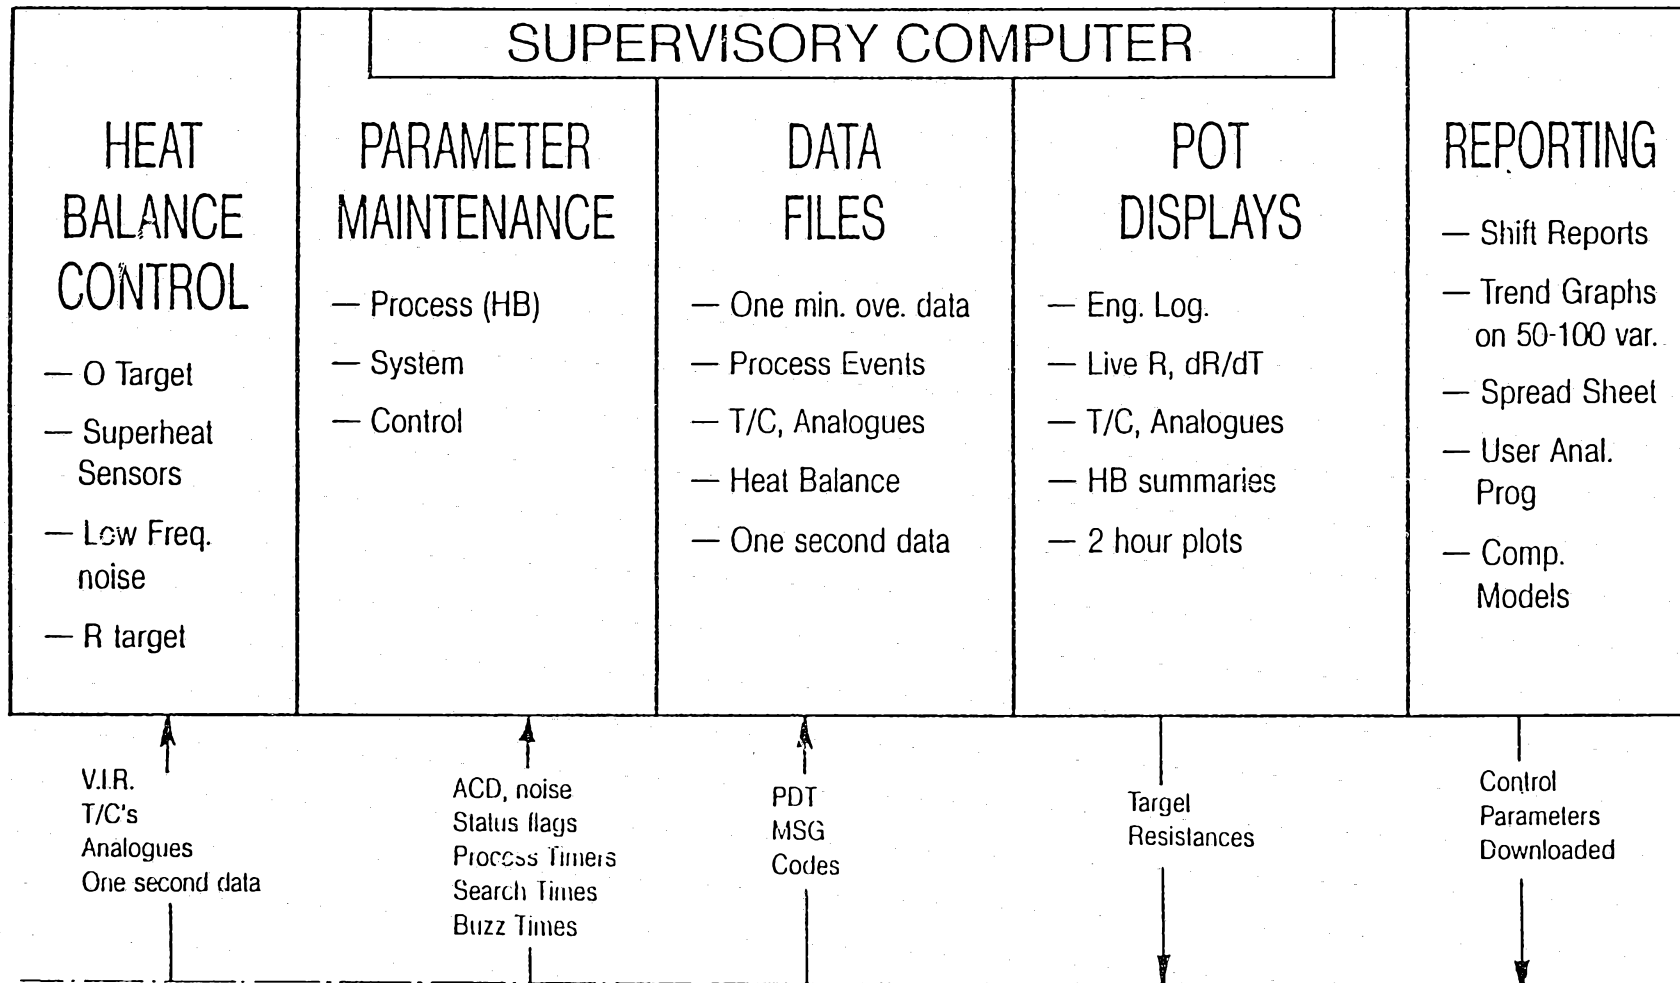 SUPERVISORY COMPUTER
HEAT
BALANCE
CONTROL
— O Target
— Superheat
Sensors
— Low Freq.
noise
— R target
PARAMETER
MAINTENANCE
— Process (HB)
— System
— Control
DATA
FILES
— One min. ove. data
— Process Events
— T/C, Analogues
— Heat Balance
— One second data
POT
DISPLAYS
— Eng. Log.
— Live R, dR/dT
— T/C, Analogues
— HB summaries
— 2 hour plots
REPORTING
— Shift Reports
— Trend Graphs
on 50-100 var.
— Spread Sheet
— User Anal.
Prog
— Comp.
Models
V.I.R.
T/C's
Analogues
One second data
ACD, noise
Status flags
Process Timers
Search Times
Buzz Times
PDT
MSG
Codes
Target
Resistances
Control
Parameters
Downloaded